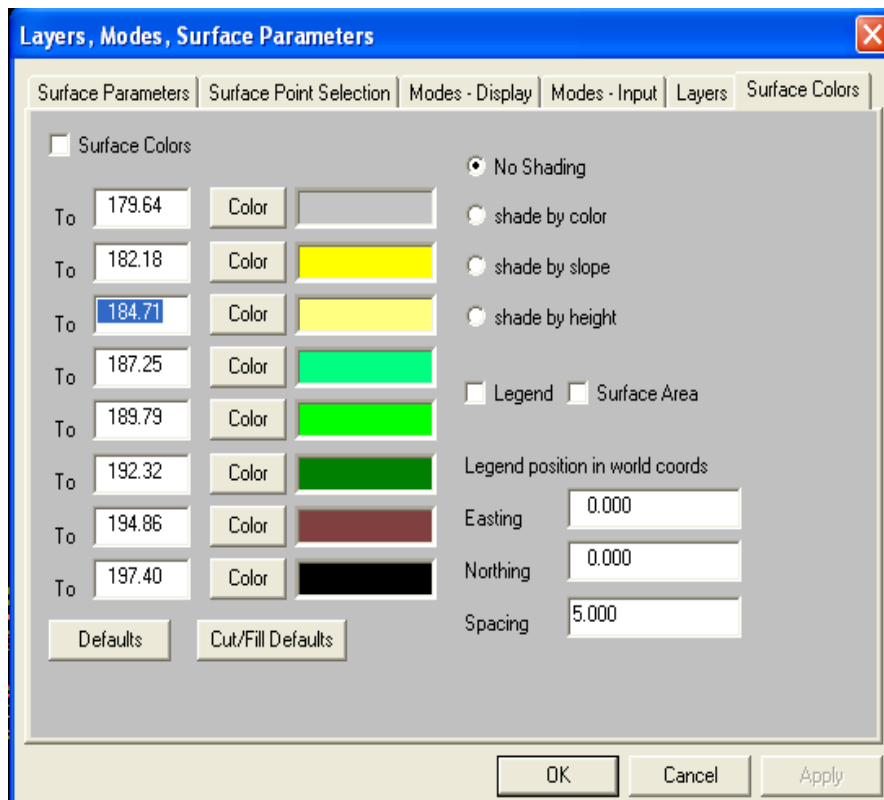 Layers, Modes, Surface Parameters
Surface Parameters Surface Point Selection Modes - Display Modes - Input Layers Surface Colors
Surface Colors
To 179.64 Color
To 182.18 Color
To 184.71 Color
To 187.25 Color
To 189.79 Color
To 192.32 Color
To 194.86 Color
To 197.40 Color
Defaults Cut/Fill Defaults
No Shading
shade by color
shade by slope
shade by height
Legend Surface Area
Legend position in world coords
Easting 0.000
Northing 0.000
Spacing 5.000
OK Cancel Apply